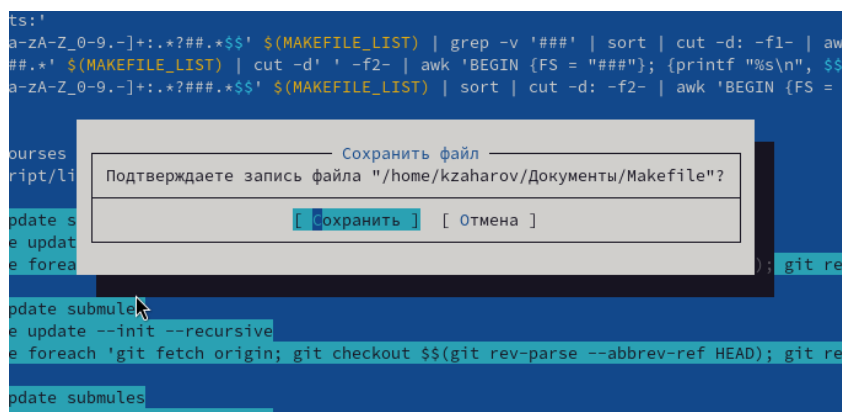 ts:'
a-zA-Z_0-9.-]+:.*?##.*$$' $(MAKEFILE_LIST) | grep -v '###' | sort | cut -d: -f1- | aw
##.*' $(MAKEFILE_LIST) | cut -d' ' -f2- | awk 'BEGIN {FS = "###"}; {printf "%s\n", $$
a-zA-Z_0-9.-]+:.*?###.*$$' $(MAKEFILE_LIST) | sort | cut -d: -f2- | awk 'BEGIN {FS =
ourses
ript/li
Сохранить файл
Подтверждаете запись файла "/home/kzaharov/Документы/Makefile"?
[ Сохранить ] [ Отмена ]
pdate s
e updat
e forea ); git re
pdate submules
e update --init --recursive
e foreach 'git fetch origin; git checkout $$(git rev-parse --abbrev-ref HEAD); git re
pdate submules